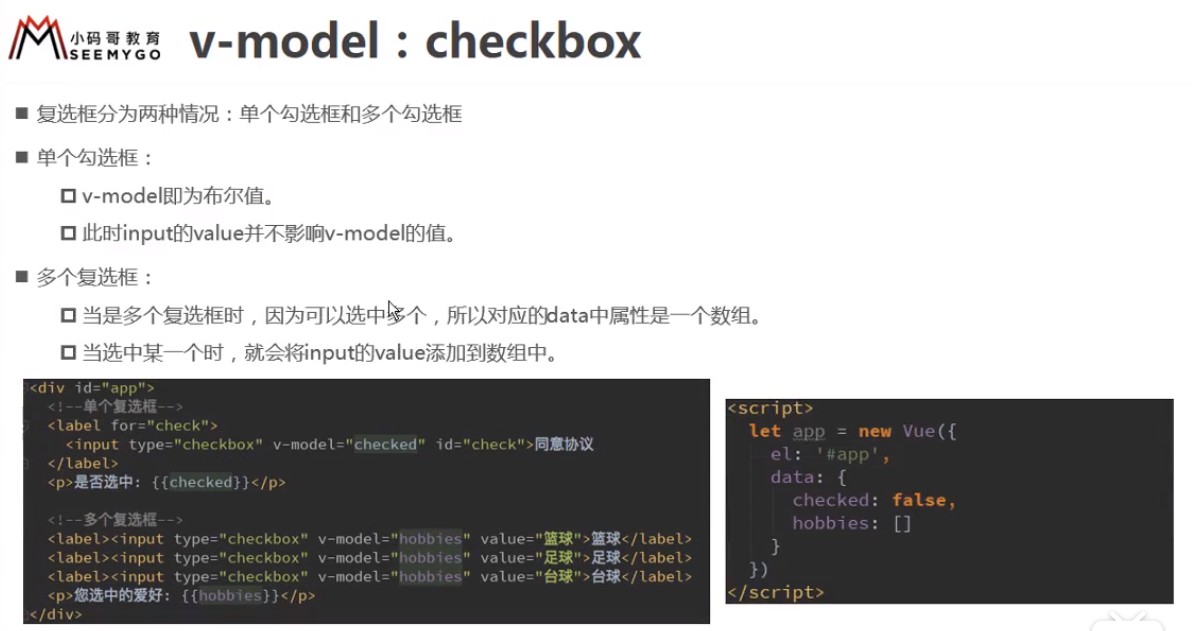 小码哥教育
SEEMYGO
v-model：checkbox
复选框分为两种情况：单个勾选框和多个勾选框
单个勾选框：
v-model即为布尔值。
此时input的value并不影响v-model的值。
多个复选框：
当是多个复选框时，因为可以选中多个，所以对应的data中属性是一个数组。
当选中某一个时，就会将input的value添加到数组中。
<div id="app">
<!--单个复选框-->
<label for="check">
<input type="checkbox" v-model="checked" id="check">同意协议
</label>
<p>是否选中: {{checked}}</p>
<!--多个复选框-->
<label><input type="checkbox" v-model="hobbies" value="篮球">篮球</label>
<label><input type="checkbox" v-model="hobbies" value="足球">足球</label>
<label><input type="checkbox" v-model="hobbies" value="台球">台球</label>
<p>您选中的爱好: {{hobbies}}</p>
</div>
<script>
let app = new Vue({
el: '#app',
data: {
checked: false,
hobbies: []
}
})
</script>